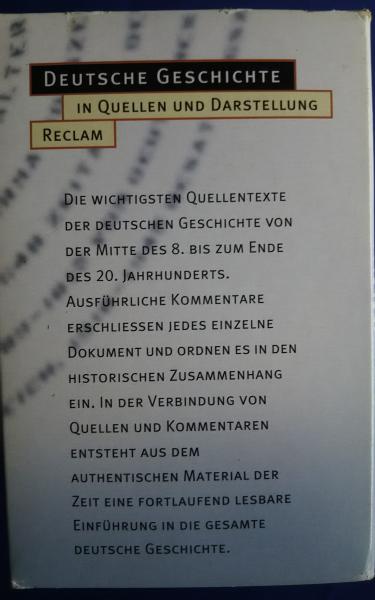 DEUTSCHE GESCHICHTE
IN QUELLEN UND DARSTELLUNG
RECLAM
DIE WICHTIGSTEN QUELLENTEXTE
DER DEUTSCHEN GESCHICHTE VON
DER MITTE DES 8. BIS ZUM ENDE
DES 20. JAHRHUNDERTS.
AUSFÜHRLICHE KOMMENTARE
ERSCHLIESSEN JEDES EINZELNE
DOKUMENT UND ORDNEN ES IN DEN
HISTORISCHEN ZUSAMMENHANG
EIN. IN DER VERBINDUNG VON
QUELLEN UND KOMMENTAREN
ENTSTEHT AUS DEM
AUTHENTISCHEN MATERIAL DER
ZEIT EINE FORTLAUFEND LESBARE
EINFÜHRUNG IN DIE GESAMTE
DEUTSCHE GESCHICHTE.